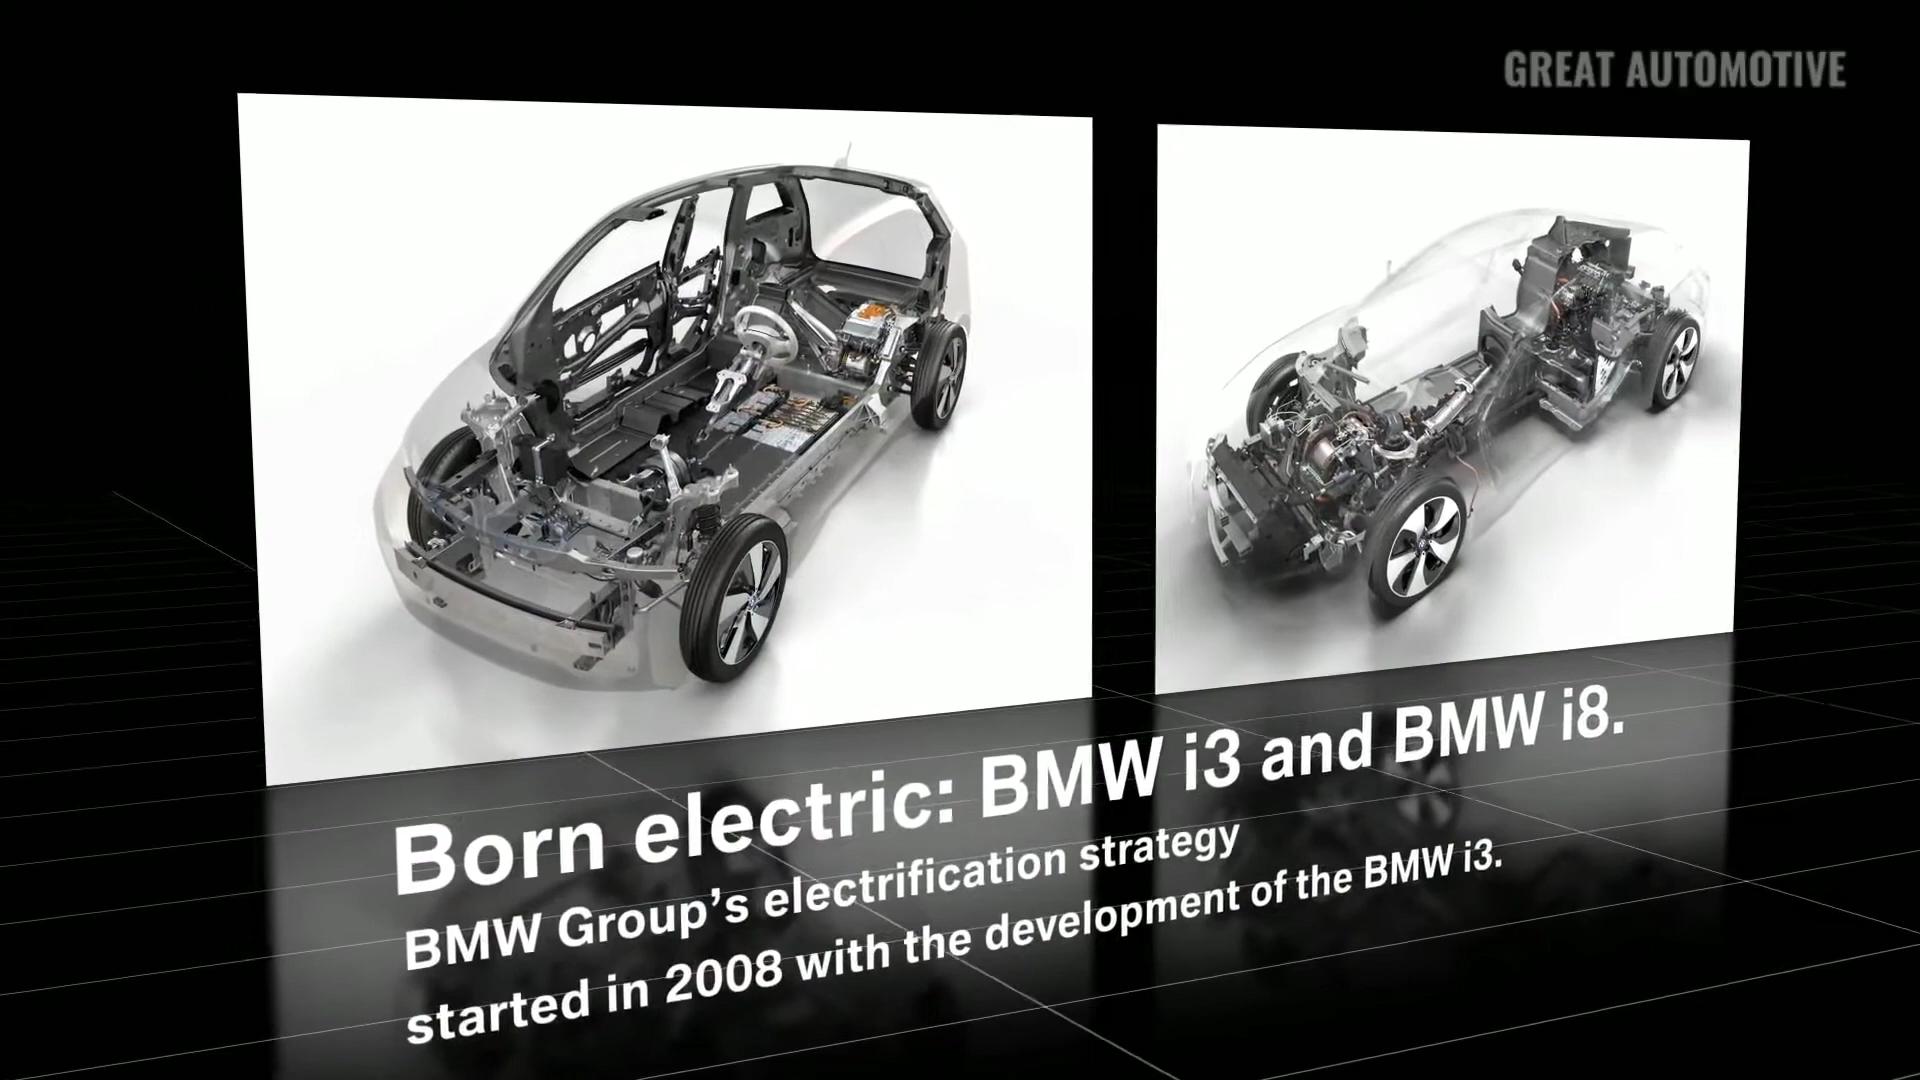 GREAT AUTOMOTIVE
Born electric: BMW i3 and BMW i8.
BMW Group’s electrification strategy
started in 2008 with the development of the BMW i3.